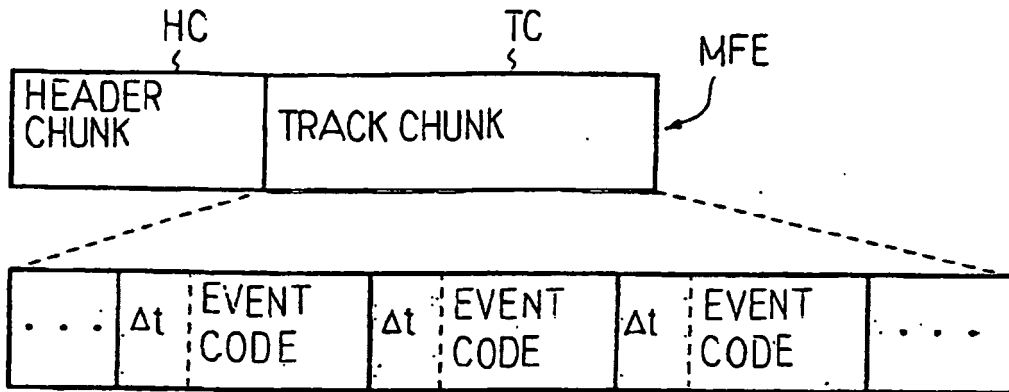 HC
TC
MFE
HEADER
CHUNK
TRACK CHUNK
... Δt EVENT CODE Δt EVENT CODE Δt EVENT CODE ....